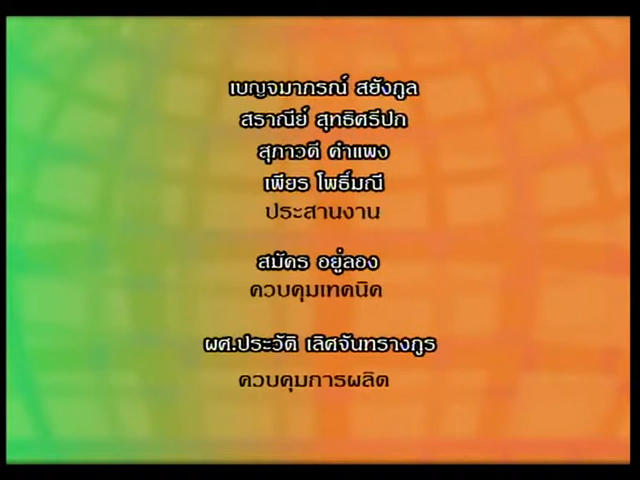 เบญจมาภรณ์ สยังกูล
สราณีย์ สุทธิศรีปก
สุภาวดี คำแพง
เพียร โพธิ์มณี
ประสานงาน
สมัคร อยู่ลอง
ควบคุมเทคนิค
ผศ.ประวัติ เลิศจันทรางกูร
ควบคุมการผลิต